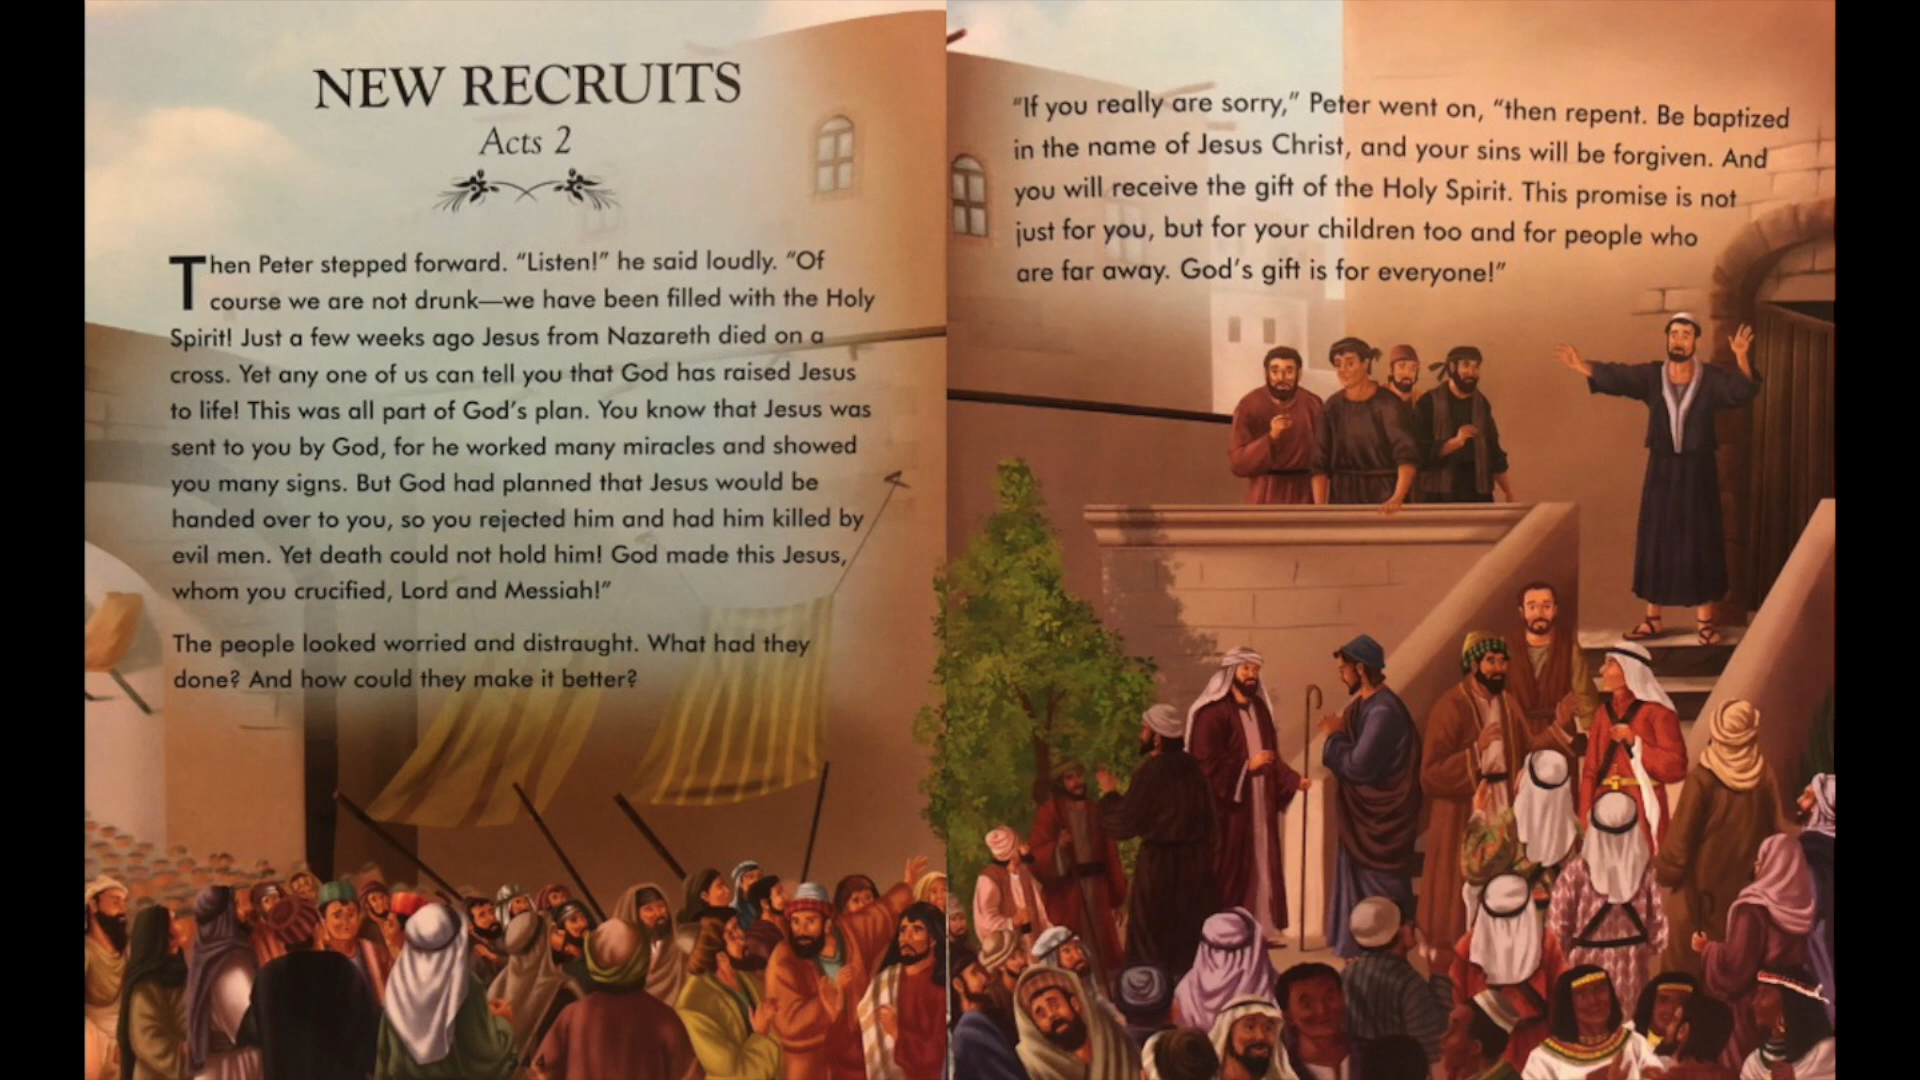 NEW RECRUITS
Acts 2
Then Peter stepped forward. “Listen!” he said loudly. “Of
course we are not drunk—we have been filled with the Holy
Spirit! Just a few weeks ago Jesus from Nazareth died on a
cross. Yet any one of us can tell you that God has raised Jesus
to life! This was all part of God’s plan. You know that Jesus was
sent to you by God, for he worked many miracles and showed
you many signs. But God had planned that Jesus would be
handed over to you, so you rejected him and had him killed by
evil men. Yet death could not hold him! God made this Jesus,
whom you crucified, Lord and Messiah!”
The people looked worried and distraught. What had they
done? And how could they make it better?
“If you really are sorry,” Peter went on, “then repent. Be baptized
in the name of Jesus Christ, and your sins will be forgiven. And
you will receive the gift of the Holy Spirit. This promise is not
just for you, but for your children too and for people who
are far away. God’s gift is for everyone!”